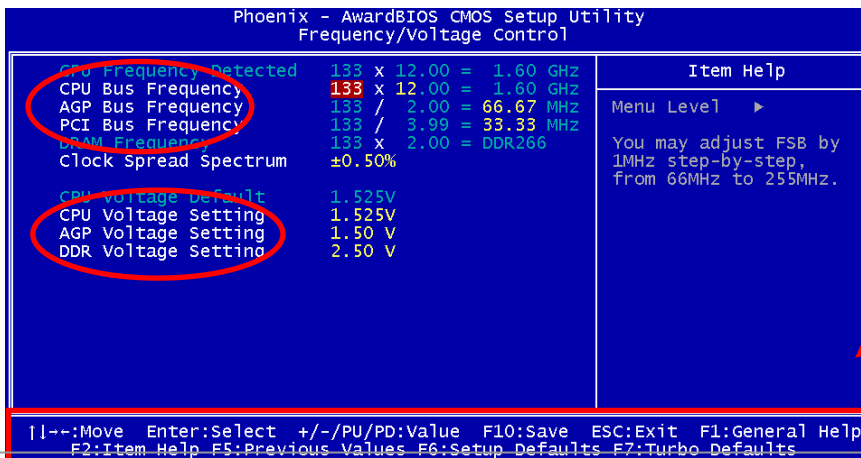 Phoenix - AwardBIOS CMOS Setup Utility
Frequency/Voltage Control
CPU Frequency Detected 133 x 12.00 = 1.60 GHz
CPU Bus Frequency 133 x 12.00 = 1.60 GHz
AGP Bus Frequency 133 / 2.00 = 66.67 MHz
PCI Bus Frequency 133 / 3.99 = 33.33 MHz
DRAM Frequency 133 x 2.00 = DDR266
Clock Spread Spectrum ±0.50%
CPU Voltage Default 1.525V
CPU Voltage Setting 1.525V
AGP Voltage Setting 1.50 V
DDR Voltage Setting 2.50 V
Item Help
Menu Level ▶
You may adjust FSB by
1MHz step-by-step,
from 66MHz to 255MHz.
↑↓→←:Move Enter:Select +/-/PU/PD:Value F10:Save ESC:Exit F1:General Help
F2:Item Help F5:Previous Values F6:Setup Defaults F7:Turbo Defaults